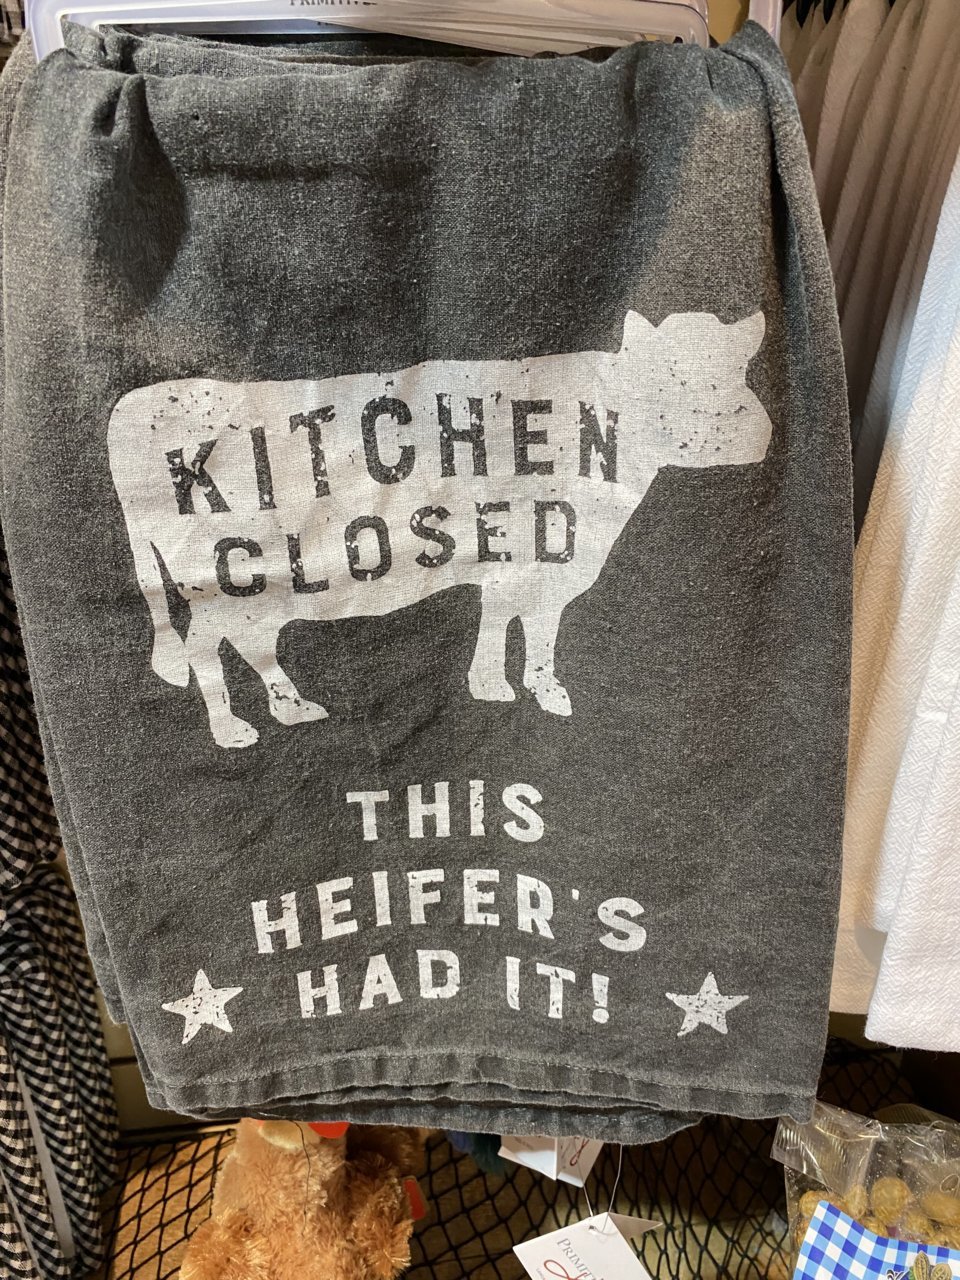 KITCHEN
CLOSED
THIS
HEIFER'S
HAD IT!